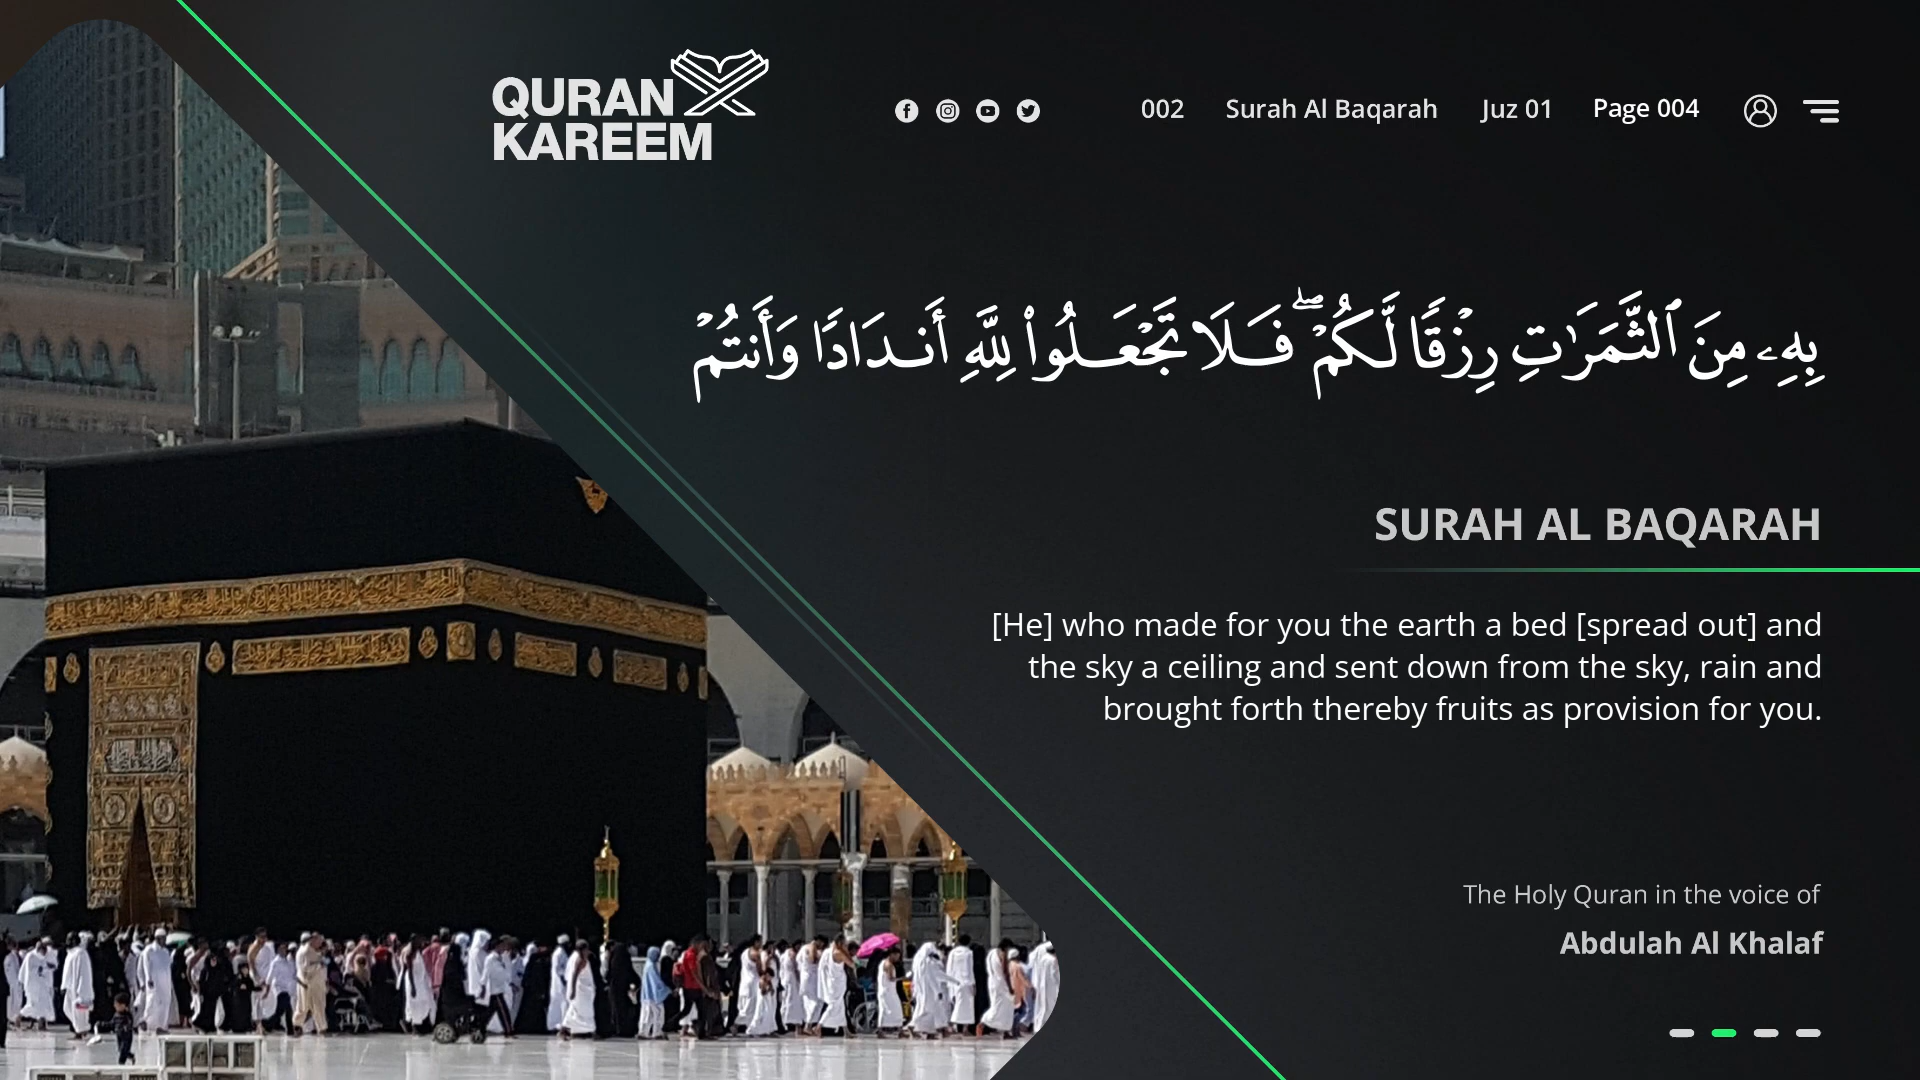 QURAN
KAREEM
002 Surah Al Baqarah Juz 01 Page 004
بِهِۦ مِنَ ٱلثَّمَرَٰتِ رِزْقًا لَّكُمْ ۖ فَلَا تَجْعَلُوا۟ لِلَّهِ أَندَادًا وَأَنتُمْ
SURAH AL BAQARAH
[He] who made for you the earth a bed [spread out] and
the sky a ceiling and sent down from the sky, rain and
brought forth thereby fruits as provision for you.
The Holy Quran in the voice of
Abdulah Al Khalaf